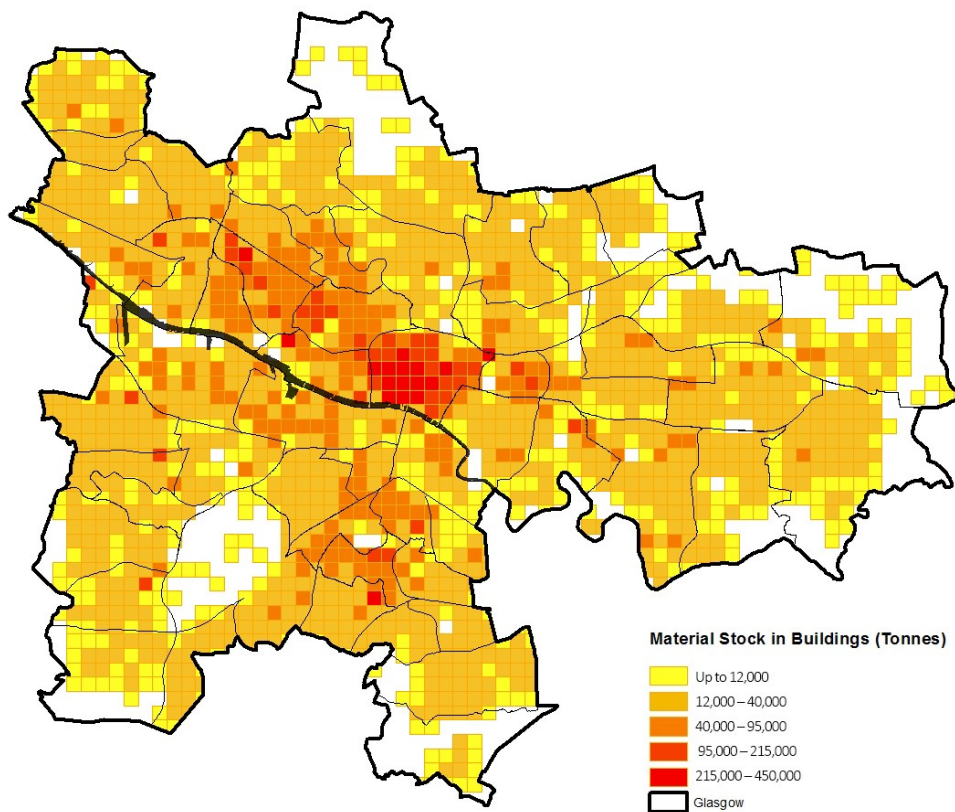 Material Stock in Buildings (Tonnes)
Up to 12,000
12,000 – 40,000
40,000 – 95,000
95,000 – 215,000
215,000 – 450,000
Glasgow